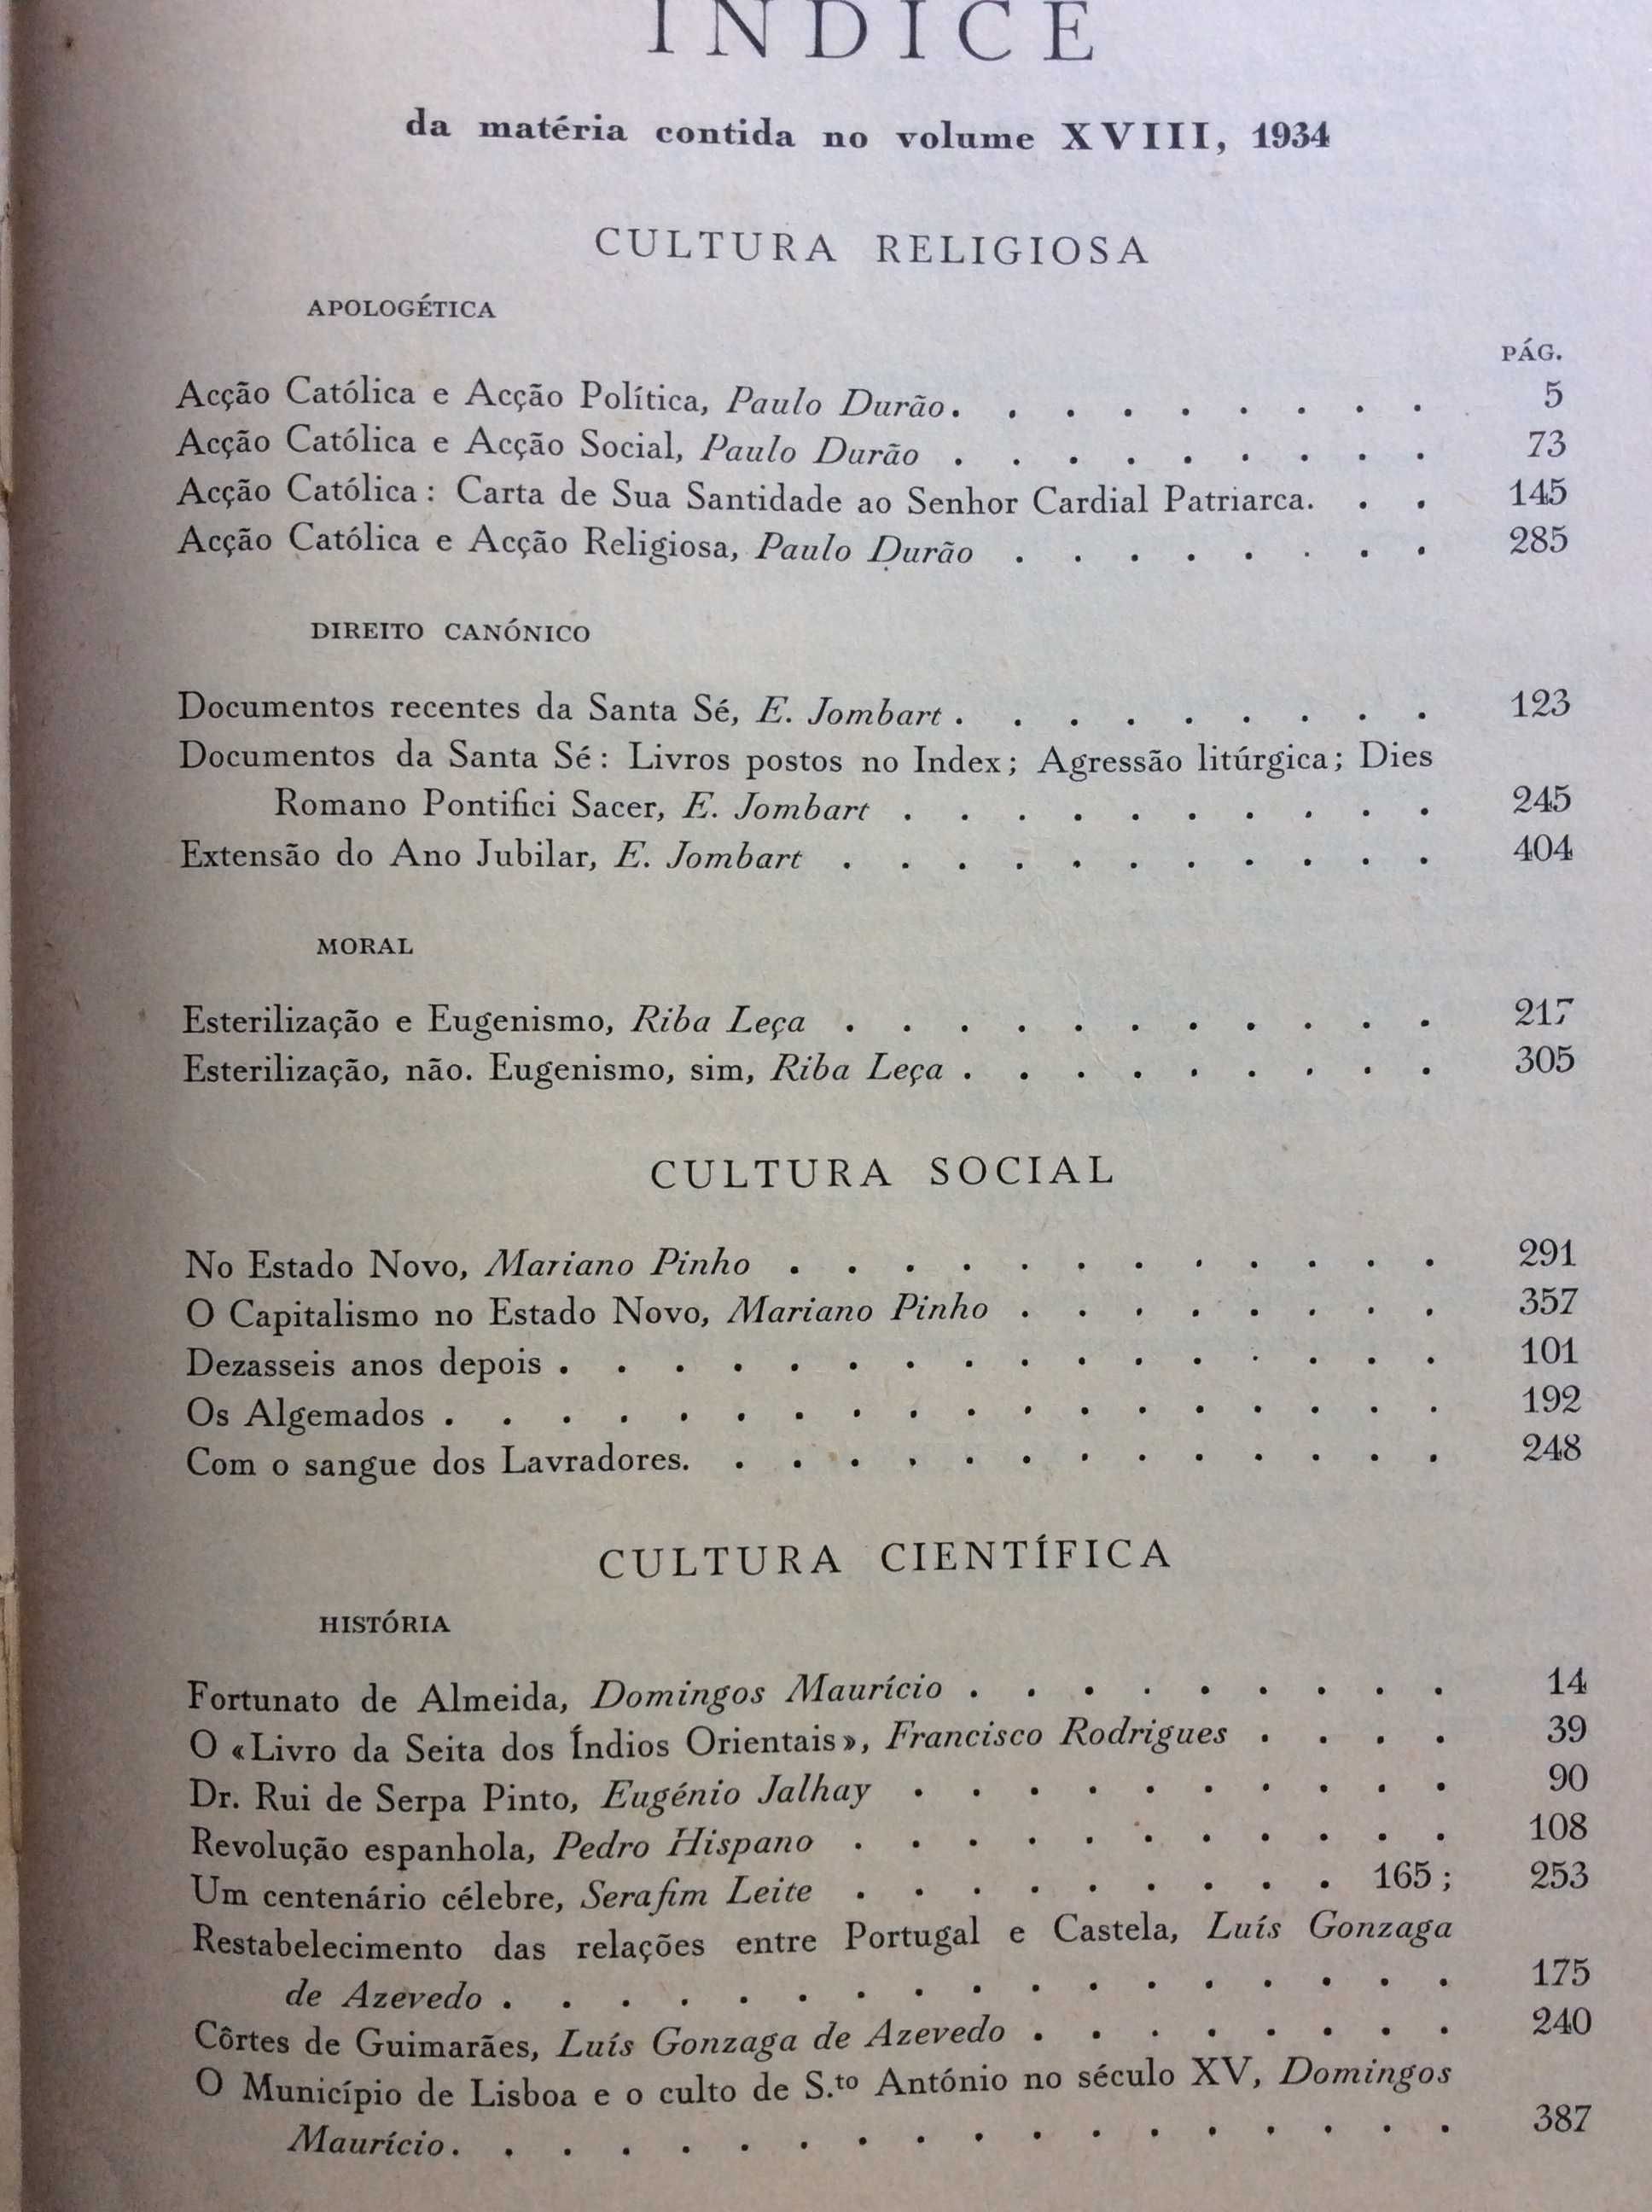 INDICE
da matéria contida no volume XVIII, 1934
CULTURA RELIGIOSA
APOLOGÉTICA
PÁG.
Acção Católica e Acção Política, Paulo Durão. . . . . . . . . 5
Acção Católica e Acção Social, Paulo Durão . . . . . . . . . 73
Acção Católica: Carta de Sua Santidade ao Senhor Cardial Patriarca. . . 145
Acção Católica e Acção Religiosa, Paulo Durão . . . . . . . . 285
DIREITO CANÓNICO
Documentos recentes da Santa Sé, E. Jombart . . . . . . . . . 123
Documentos da Santa Sé: Livros postos no Index; Agressão litúrgica; Dies
Romano Pontifici Sacer, E. Jombart . . . . . . . . . . 245
Extensão do Ano Jubilar, E. Jombart . . . . . . . . . . . 404
MORAL
Esterilização e Eugenismo, Riba Leça . . . . . . . . . . . 217
Esterilização, não. Eugenismo, sim, Riba Leça . . . . . . . . . 305
CULTURA SOCIAL
No Estado Novo, Mariano Pinho . . . . . . . . . . . . 291
O Capitalismo no Estado Novo, Mariano Pinho . . . . . . . . 357
Dezasseis anos depois . . . . . . . . . . . . . . . . 101
Os Algemados . . . . . . . . . . . . . . . . . . 192
Com o sangue dos Lavradores. . . . . . . . . . . . . . 248
CULTURA CIENTÍFICA
HISTÓRIA
Fortunato de Almeida, Domingos Maurício . . . . . . . . . 14
O «Livro da Seita dos Índios Orientais», Francisco Rodrigues . . . . 39
Dr. Rui de Serpa Pinto, Eugénio Jalhay . . . . . . . . . . 90
Revolução espanhola, Pedro Hispano . . . . . . . . . . . 108
Um centenário célebre, Serafim Leite . . . . . . . . . 165; 253
Restabelecimento das relações entre Portugal e Castela, Luís Gonzaga
de Azevedo . . . . . . . . . . . . . . . . . 175
Côrtes de Guimarães, Luís Gonzaga de Azevedo . . . . . . . . 240
O Município de Lisboa e o culto de S.to António no século XV, Domingos
Maurício. . . . . . . . . . . . . . . . . . 387